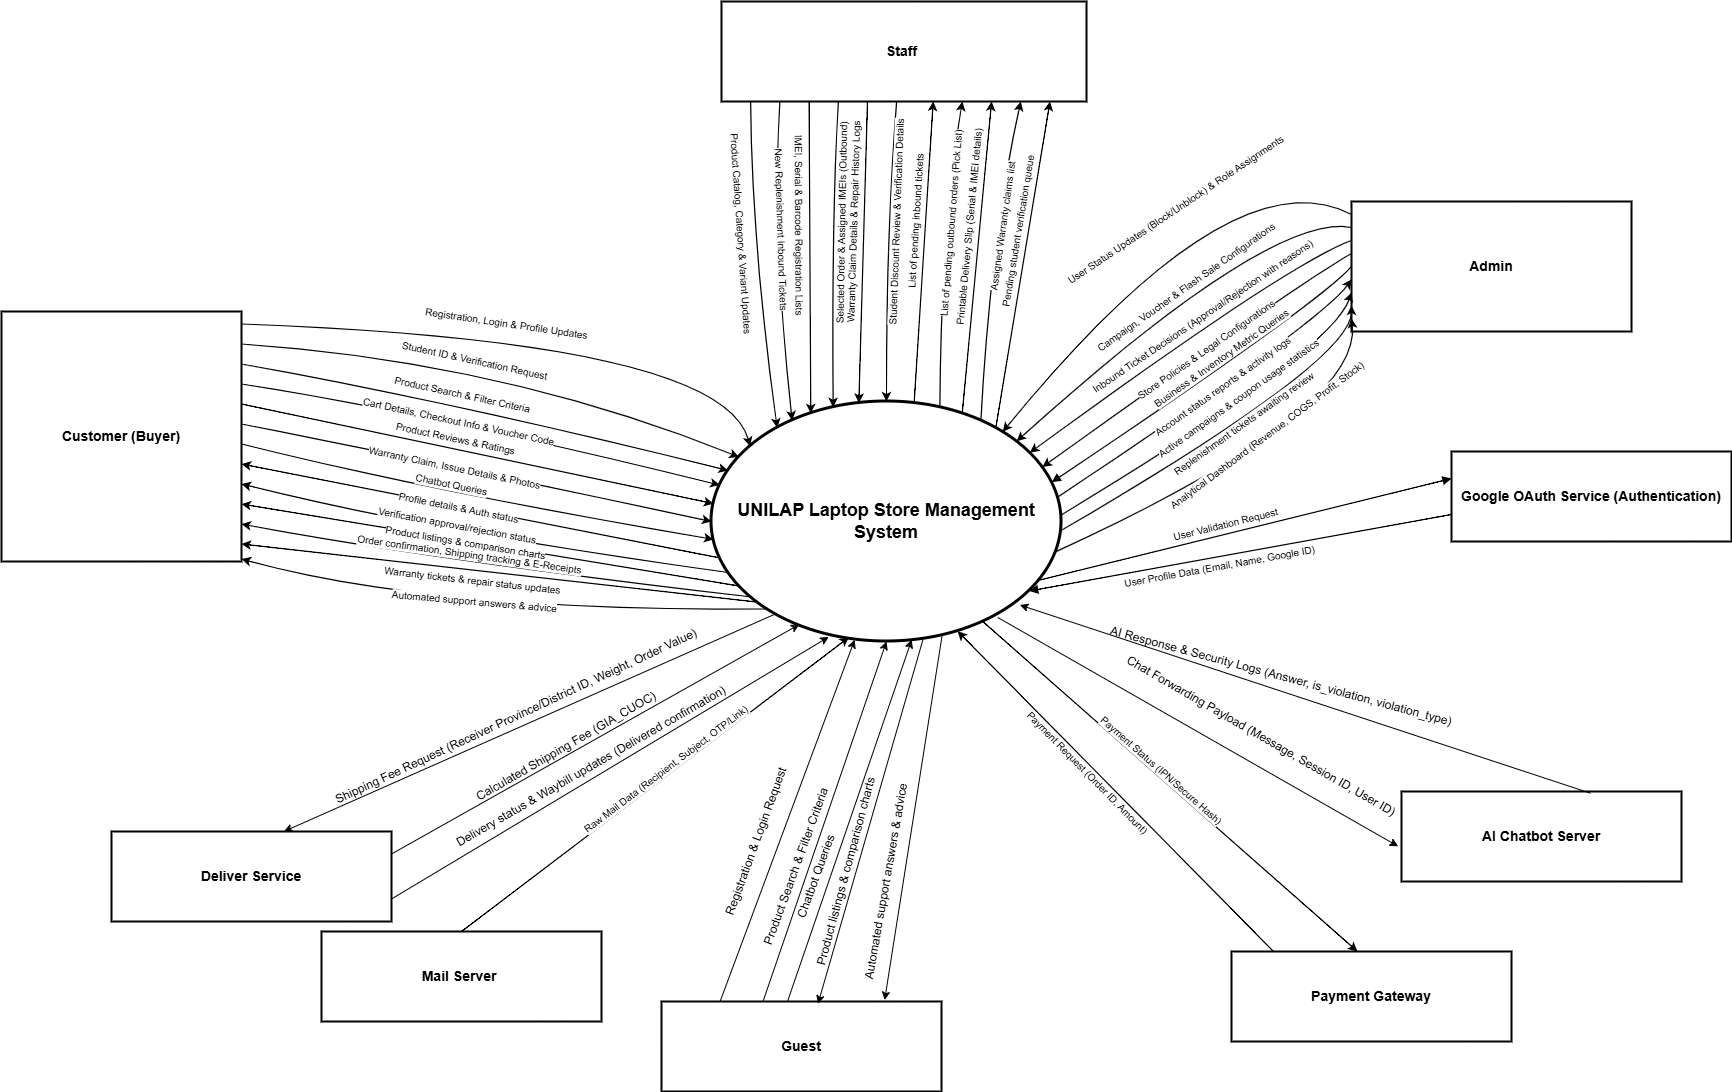 Staff
Product Catalog, Category & Variant Updates
New Replenishment Inbound Tickets
IMEI, Serial & Barcode Registration Lists
Selected Order & Assigned IMEIs (Outbound)
Warranty Claim Details & Repair History Logs
Student Discount Review & Verification Details
List of pending inbound tickets
List of pending outbound orders (Pick List)
Printable Delivery Slip (Serial & IMEI details)
Assigned Warranty claims list
Pending student verification queue
Admin
User Status Updates (Block/Unblock) & Role Assignments
Campaign, Voucher & Flash Sale Configurations
Inbound Ticket Decisions (Approval/Rejection with reasons)
Store Policies & Legal Configurations
Business & Inventory Metric Queries
Account status reports & activity logs
Active campaigns & coupon usage statistics
Replenishment tickets awaiting review
Analytical Dashboard (Revenue, COGS, Profit, Stock)
Customer (Buyer)
Registration, Login & Profile Updates
Student ID & Verification Request
Product Search & Filter Criteria
Cart Details, Checkout Info & Voucher Code
Product Reviews & Ratings
Warranty Claim, Issue Details & Photos
Chatbot Queries
Profile details & Auth status
Verification approval/rejection status
Product listings & comparison charts
Order confirmation, Shipping tracking & E-Receipts
Warranty tickets & repair status updates
Automated support answers & advice
UNILAP Laptop Store Management
System
Google OAuth Service (Authentication)
User Validation Request
User Profile Data (Email, Name, Google ID)
AI Response & Security Logs (Answer, is_violation, violation_type)
Chat Forwarding Payload (Message, Session ID, User ID)
AI Chatbot Server
Payment Status (IPN/Secure Hash)
Payment Request (Order ID, Amount)
Payment Gateway
Shipping Fee Request (Receiver Province/District ID, Weight, Order Value)
Calculated Shipping Fee (GIA_CUOC)
Delivery status & Waybill updates (Delivered confirmation)
Deliver Service
Raw Mail Data (Recipient, Subject, OTP/Link)
Mail Server
Registration & Login Request
Product Search & Filter Criteria
Chatbot Queries
Product listings & comparison charts
Automated support answers & advice
Guest